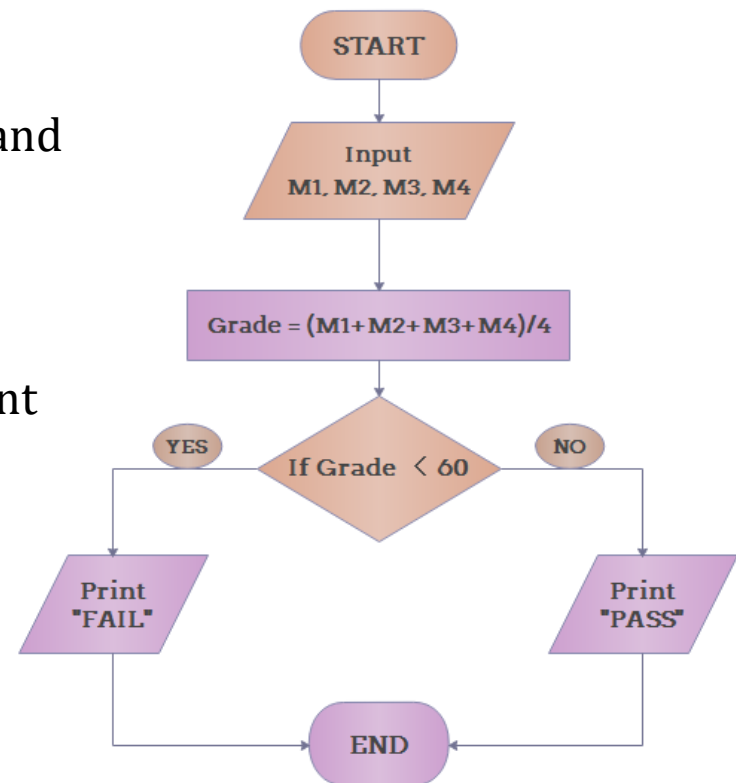 START
and
Input
M1, M2, M3, M4
Grade = (M1+M2+M3+M4)/4
nt
YES
NO
If Grade < 60
Print
"FAIL"
Print
"PASS"
END